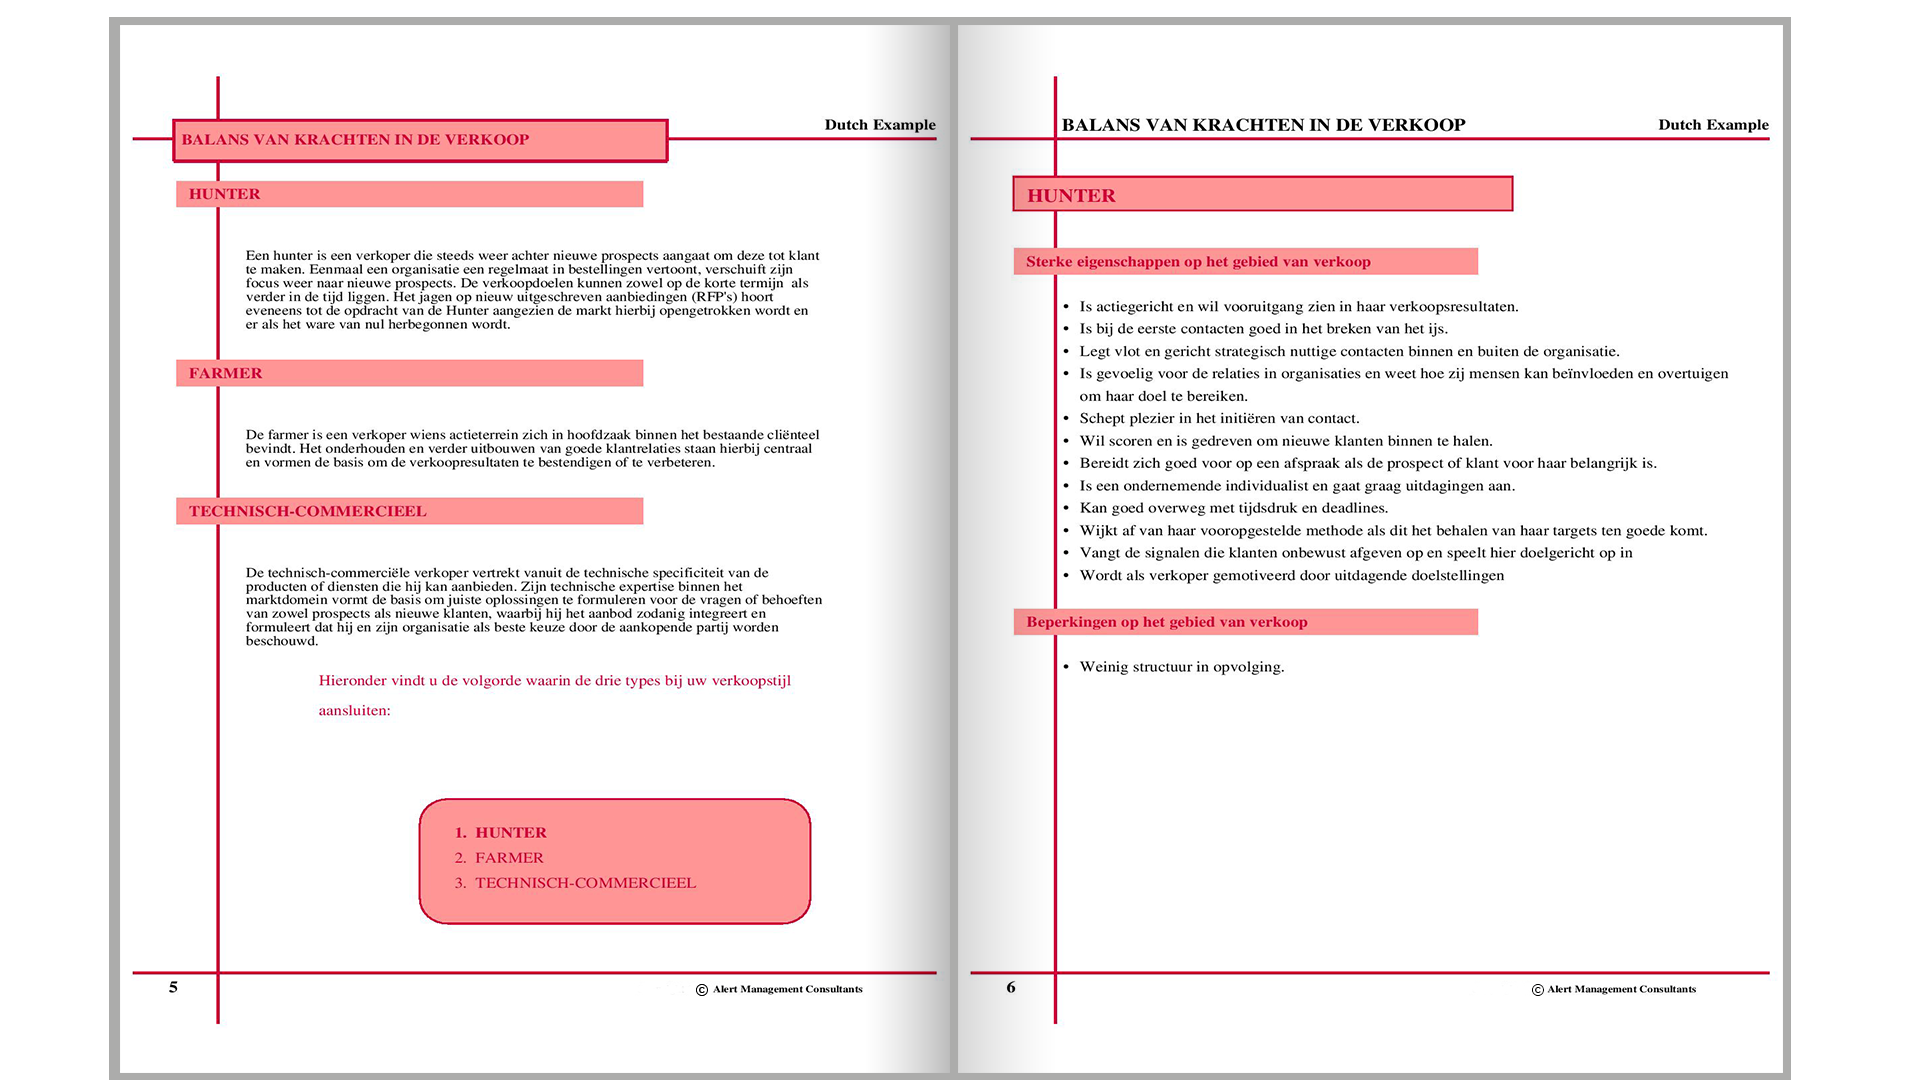 Dutch Example
BALANS VAN KRACHTEN IN DE VERKOOP
HUNTER
Een hunter is een verkoper die steeds weer achter nieuwe prospects aangaat om deze tot klant
te maken. Eenmaal een organisatie een regelmaat in bestellingen vertoont, verschuift zijn
focus weer naar nieuwe prospects. De verkoopdoelen kunnen zowel op de korte termijn als
verder in de tijd liggen. Het jagen op nieuw uitgeschreven aanbiedingen (RFP's) hoort
eveneens tot de opdracht van de Hunter aangezien de markt hierbij opengetrokken wordt en
er als het ware van nul herbegonnen wordt.
FARMER
De farmer is een verkoper wiens actieterrein zich in hoofdzaak binnen het bestaande cliënteel
bevindt. Het onderhouden en verder uitbouwen van goede klantrelaties staan hierbij centraal
en vormen de basis om de verkoopresultaten te bestendigen of te verbeteren.
TECHNISCH-COMMERCIEEL
De technisch-commerciële verkoper vertrekt vanuit de technische specificiteit van de
producten of diensten die hij kan aanbieden. Zijn technische expertise binnen het
marktdomein vormt de basis om juiste oplossingen te formuleren voor de vragen of behoeften
van zowel prospects als nieuwe klanten, waarbij hij het aanbod zodanig integreert en
formuleert dat hij en zijn organisatie als beste keuze door de aankopende partij worden
beschouwd.
Hieronder vindt u de volgorde waarin de drie types bij uw verkoopstijl
aansluiten:
1. HUNTER
2. FARMER
3. TECHNISCH-COMMERCIEEL
5
© Alert Management Consultants
BALANS VAN KRACHTEN IN DE VERKOOP
Dutch Example
HUNTER
Sterke eigenschappen op het gebied van verkoop
• Is actiegericht en wil vooruitgang zien in haar verkoopsresultaten.
• Is bij de eerste contacten goed in het breken van het ijs.
• Legt vlot en gericht strategisch nuttige contacten binnen en buiten de organisatie.
• Is gevoelig voor de relaties in organisaties en weet hoe zij mensen kan beïnvloeden en overtuigen
om haar doel te bereiken.
• Schept plezier in het initiëren van contact.
• Wil scoren en is gedreven om nieuwe klanten binnen te halen.
• Bereidt zich goed voor op een afspraak als de prospect of klant voor haar belangrijk is.
• Is een ondernemende individualist en gaat graag uitdagingen aan.
• Kan goed overweg met tijdsdruk en deadlines.
• Wijkt af van haar vooropgestelde methode als dit het behalen van haar targets ten goede komt.
• Vangt de signalen die klanten onbewust afgeven op en speelt hier doelgericht op in
• Wordt als verkoper gemotiveerd door uitdagende doelstellingen
Beperkingen op het gebied van verkoop
• Weinig structuur in opvolging.
6
© Alert Management Consultants